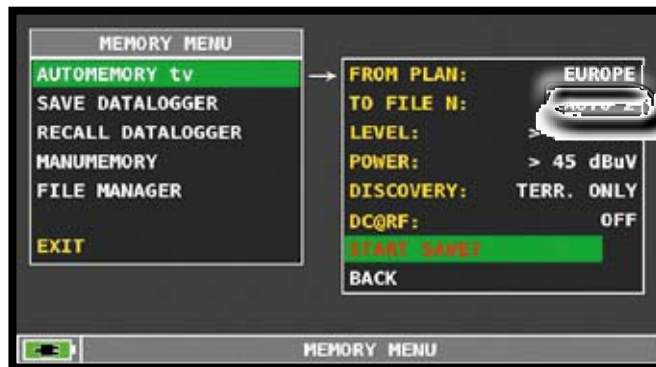 MEMORY MENU
AUTOMEMORY tv
SAVE DATALOGGER
RECALL DATALOGGER
MANUMEMORY
FILE MANAGER
EXIT
FROM PLAN: EUROPE
TO FILE N:
LEVEL: >
POWER: > 45 dBuV
DISCOVERY: TERR. ONLY
DC@RF: OFF
START SAVE?
BACK
MEMORY MENU